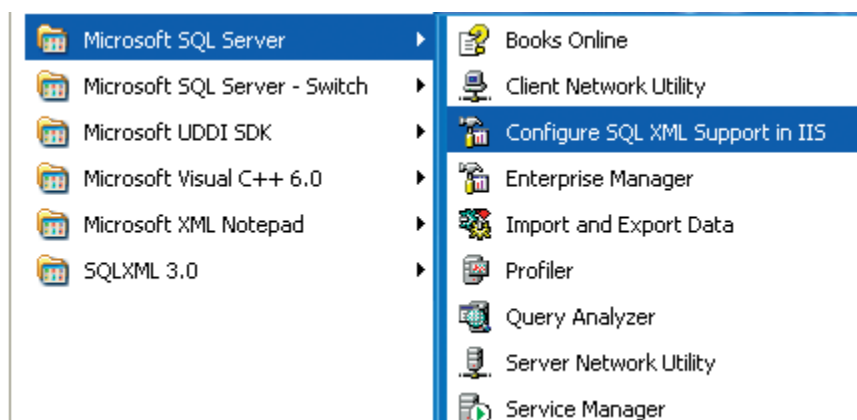 Microsoft SQL Server
Microsoft SQL Server - Switch
Microsoft UDDI SDK
Microsoft Visual C++ 6.0
Microsoft XML Notepad
SQLXML 3.0
Books Online
Client Network Utility
Configure SQL XML Support in IIS
Enterprise Manager
Import and Export Data
Profiler
Query Analyzer
Server Network Utility
Service Manager